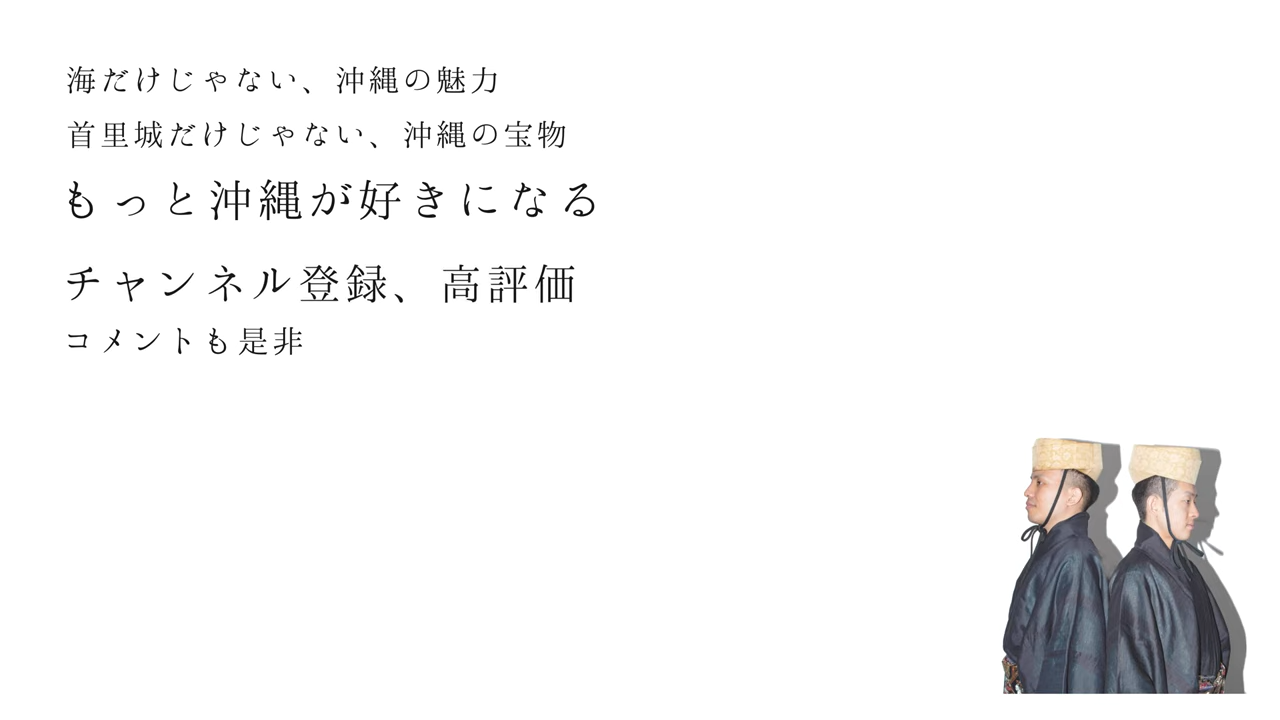 海だけじゃない、沖縄の魅力
首里城だけじゃない、沖縄の宝物
もっと沖縄が好きになる
チャンネル登録、高評価
コメントも是非